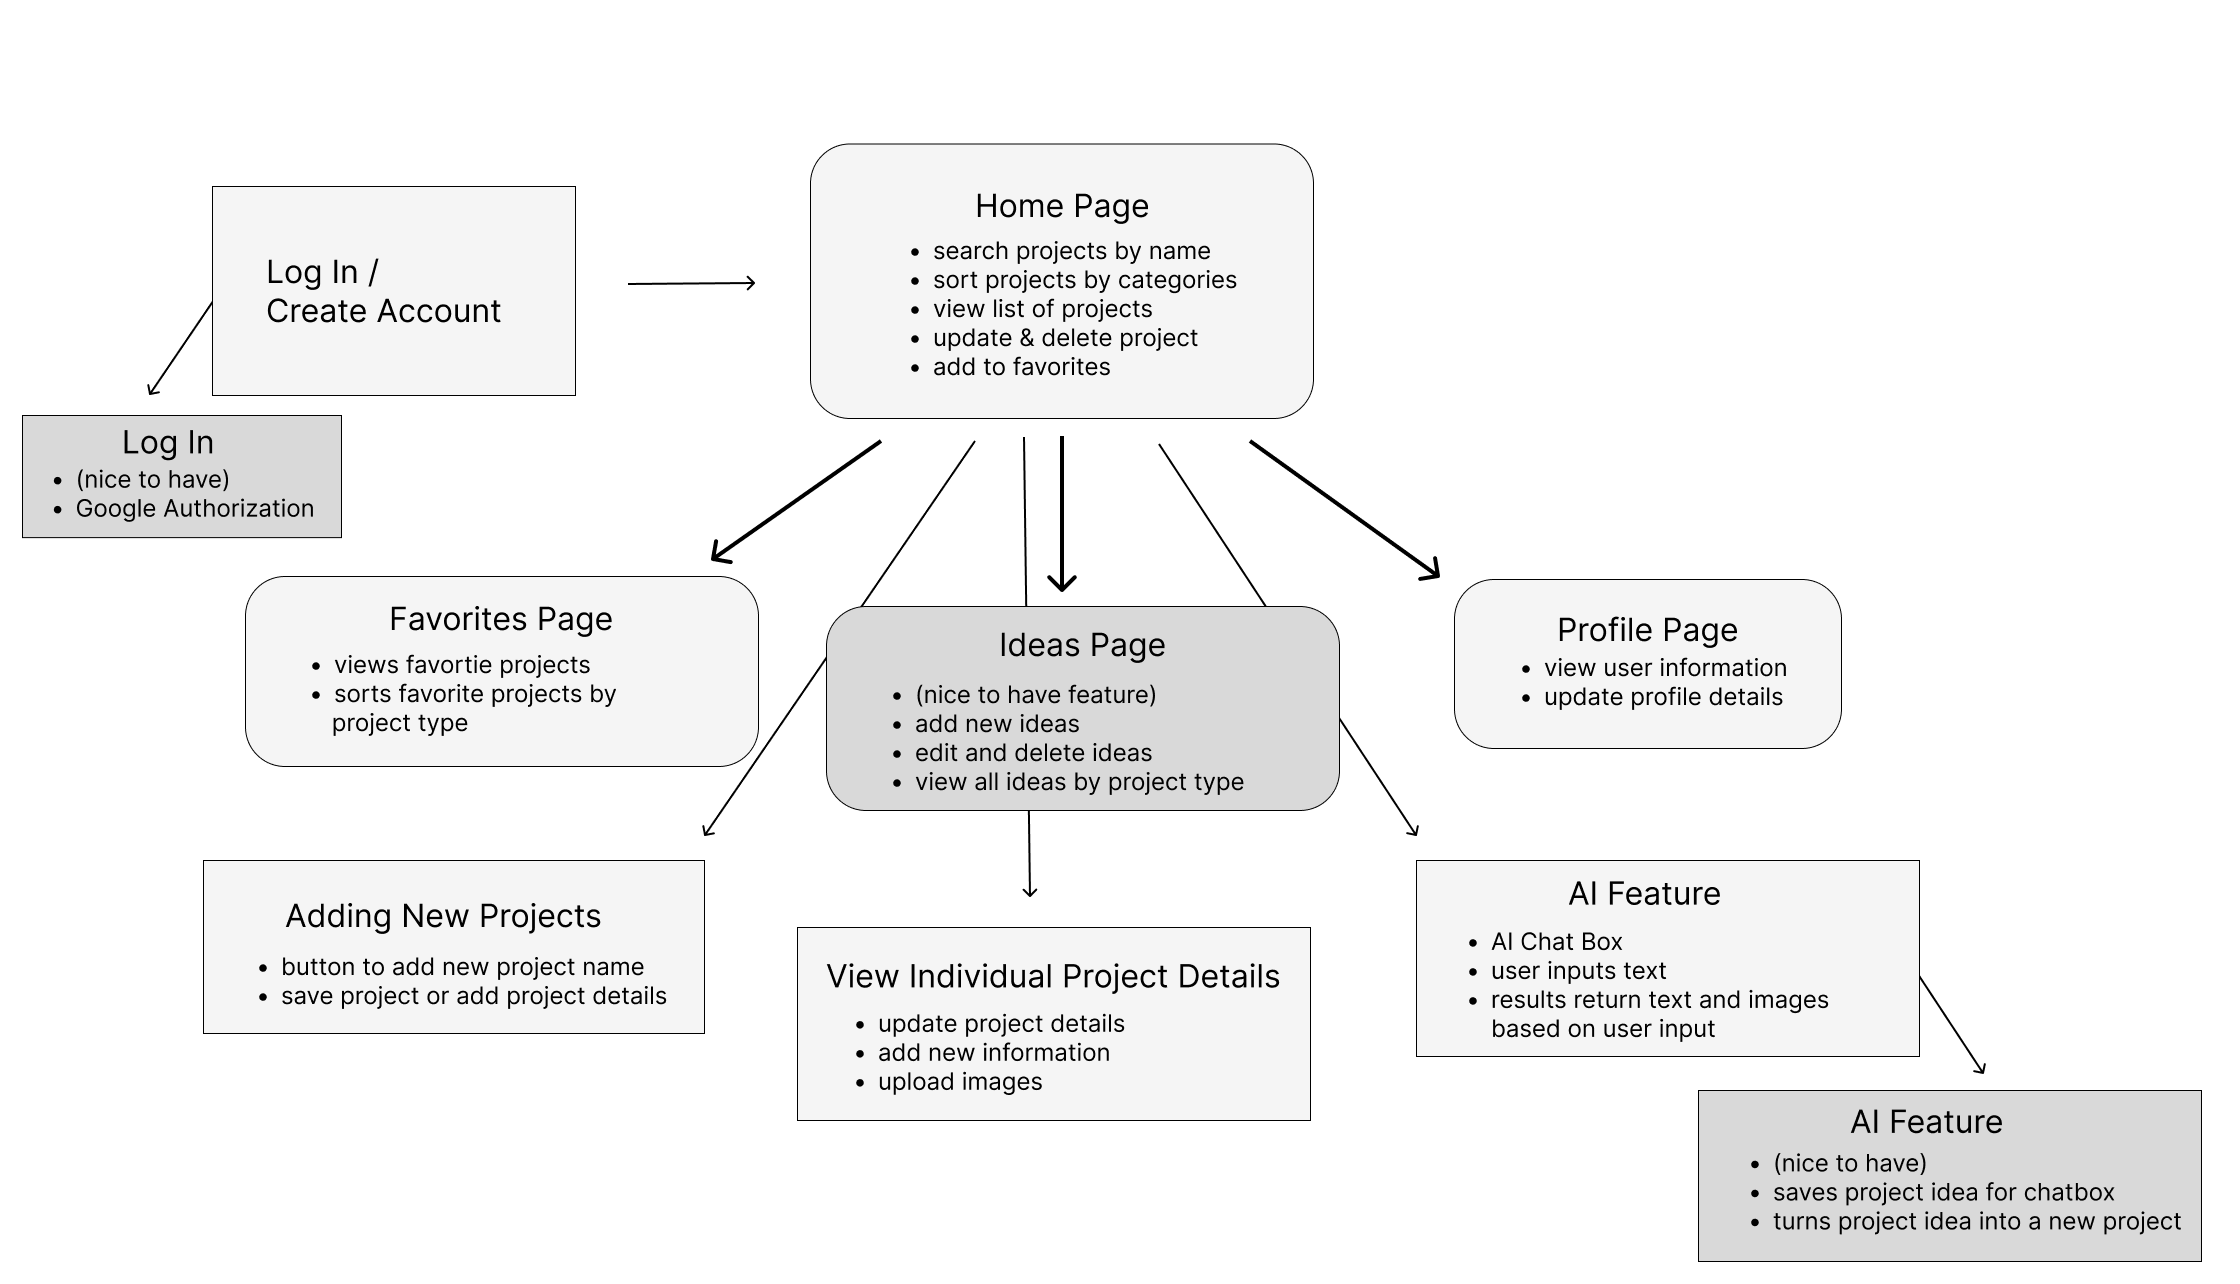 Home Page
• search projects by name
• sort projects by categories
• view list of projects
• update & delete project
• add to favorites
Log In /
Create Account
Log In
• (nice to have)
• Google Authorization
Favorites Page
• views favortie projects
• sorts favorite projects by
project type
Ideas Page
• (nice to have feature)
• add new ideas
• edit and delete ideas
• view all ideas by project type
Profile Page
• view user information
• update profile details
Adding New Projects
• button to add new project name
• save project or add project details
View Individual Project Details
• update project details
• add new information
• upload images
AI Feature
• AI Chat Box
• user inputs text
• results return text and images
based on user input
AI Feature
• (nice to have)
• saves project idea for chatbox
• turns project idea into a new project